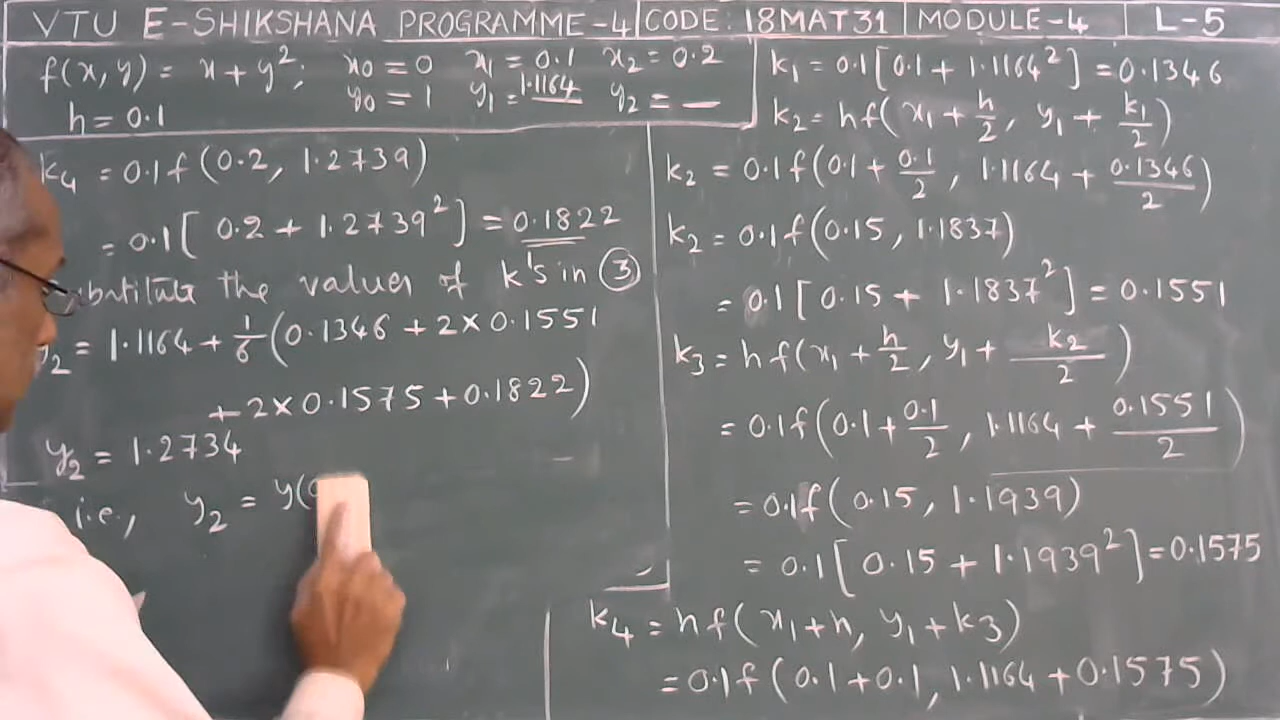 VTU E-SHIKSHANA PROGRAMME-4 CODE: 18MAT31 MODULE-4 L-5
f(x, y) = x + y²; x0 = 0 x1 = 0.1 x2 = 0.2
h = 0.1 y0 = 1 y1 = 1.1164 y2 = —
k4 = 0.1f(0.2, 1.2739)
= 0.1[0.2 + 1.2739²] = 0.1822
the values of k's in ③
y2 = 1.1164 + 1/6 (0.1346 + 2×0.1551
+ 2×0.1575 + 0.1822)
y2 = 1.2734
i.e., y2 = y(
k1 = 0.1[0.1 + 1.1164²] = 0.1346
k2 = hf(x1 + h/2, y1 + k1/2)
k2 = 0.1f(0.1 + 0.1/2, 1.1164 + 0.1346/2)
k2 = 0.1f(0.15, 1.1837)
= 0.1[0.15 + 1.1837²] = 0.1551
k3 = hf(x1 + h/2, y1 + k2/2)
= 0.1f(0.1 + 0.1/2, 1.1164 + 0.1551/2)
= 0.1f(0.15, 1.1939)
= 0.1[0.15 + 1.1939²] = 0.1575
k4 = hf(x1 + h, y1 + k3)
= 0.1f(0.1 + 0.1, 1.1164 + 0.1575)